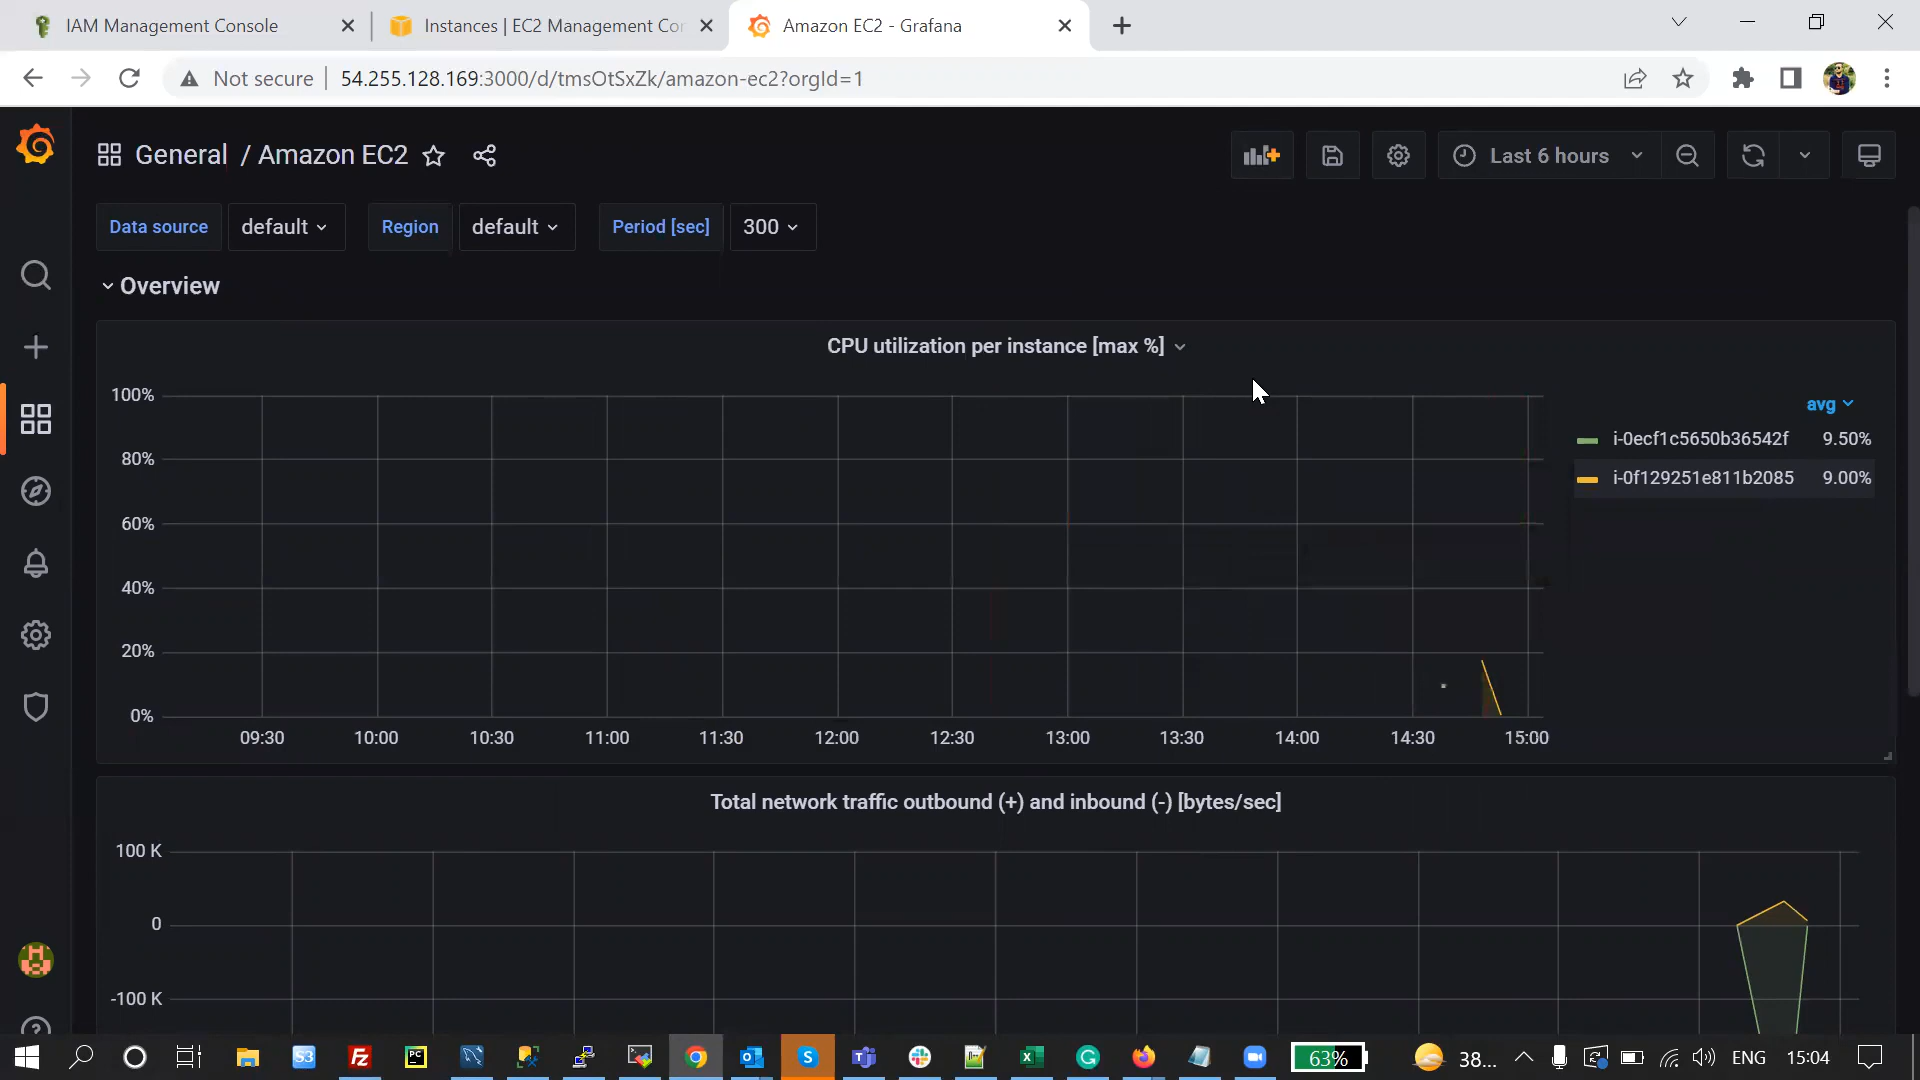 IAM Management Console
Instances | EC2 Management Cor
Amazon EC2 - Grafana
Not secure
54.255.128.169:3000/d/tmsOtSxZk/amazon-ec2?orgId=1
General / Amazon EC2
Last 6 hours
Data source
default
Region
default
Period [sec]
300
Overview
CPU utilization per instance [max %]
100%
80%
60%
40%
20%
0%
09:30
10:00
10:30
11:00
11:30
12:00
12:30
13:00
13:30
14:00
14:30
15:00
avg
i-0ecf1c5650b36542f 9.50%
i-0f129251e811b2085 9.00%
Total network traffic outbound (+) and inbound (-) [bytes/sec]
100 K
0
-100 K
S3
Fz
PC
S
63%
38...
ENG
15:04